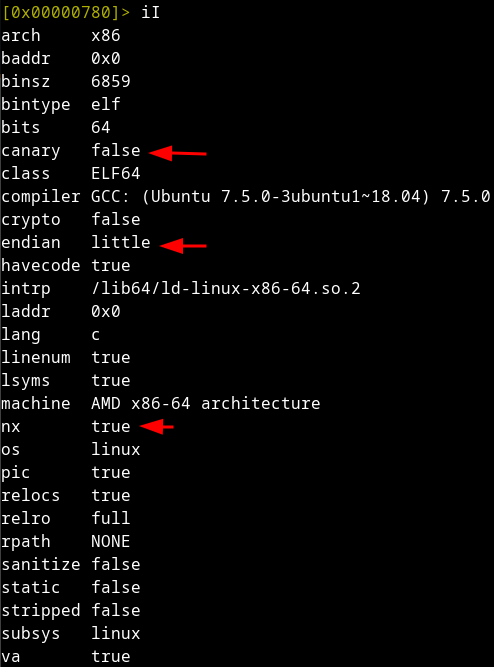 [0x00000780]> iI
arch     x86
baddr    0x0
binsz    6859
bintype  elf
bits     64
canary   false
class    ELF64
compiler GCC: (Ubuntu 7.5.0-3ubuntu1~18.04) 7.5.0
crypto   false
endian   little
havecode true
intrp    /lib64/ld-linux-x86-64.so.2
laddr    0x0
lang     c
linenum  true
lsyms    true
machine  AMD x86-64 architecture
nx       true
os       linux
pic      true
relocs   true
relro    full
rpath    NONE
sanitize false
static   false
stripped false
subsys   linux
va       true